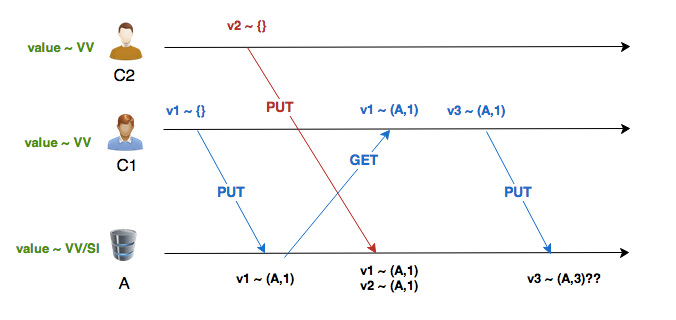 v2 ~ {}
value ~ VV
C2
PUT
v1 ~ {}
v1 ~ (A,1)
v3 ~ (A,1)
value ~ VV
C1
GET
PUT
PUT
value ~ VV/SI
A
v1 ~ (A,1)
v1 ~ (A,1)
v2 ~ (A,1)
v3 ~ (A,3)??